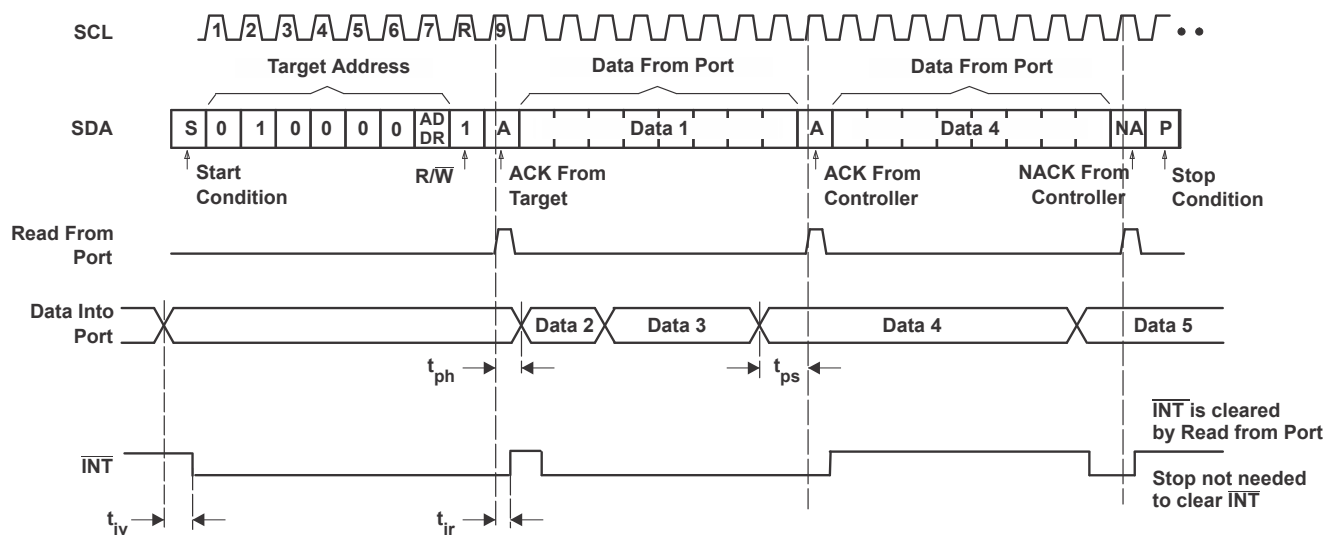 SCL
1 2 3 4 5 6 7 R 9
Target Address
Data From Port
Data From Port
SDA
S 0 1 0 0 0 0 AD DR 1 A Data 1 A Data 4 NA P
Start Condition
R/W̅
ACK From Target
ACK From Controller
NACK From Controller
Stop Condition
Read From Port
Data Into Port
Data 2
Data 3
Data 4
Data 5
tph
tps
I̅N̅T̅ is cleared
by Read from Port
I̅N̅T̅
Stop not needed
to clear I̅N̅T̅
tiv
tir